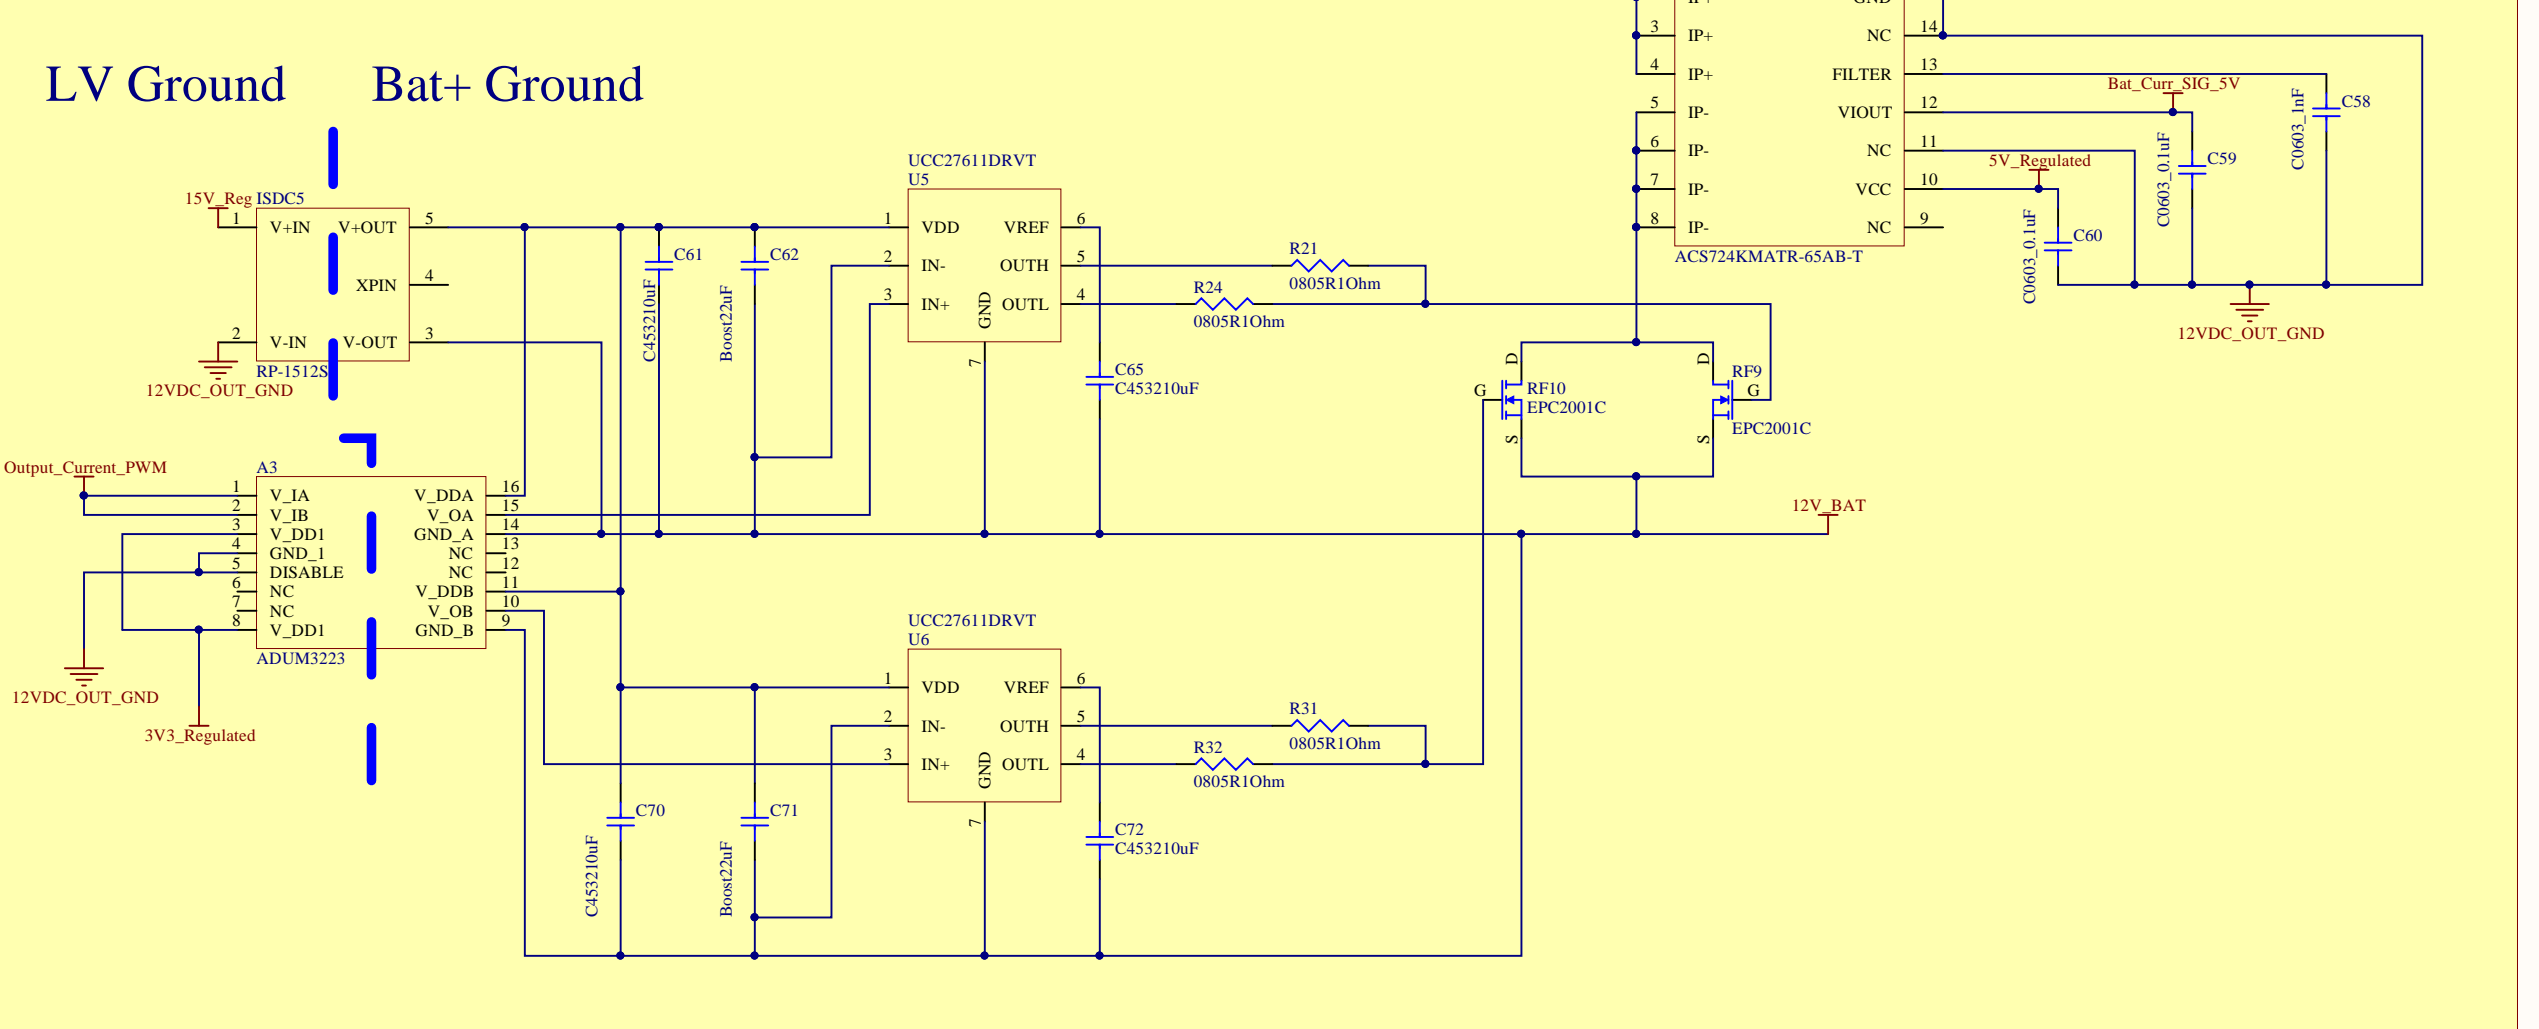 LV Ground
Bat+ Ground
15V_Reg
ISDC5
1
V+IN
V+OUT
5
XPIN
4
2
V-IN
V-OUT
3
RP-1512S
12VDC_OUT_GND
Output_Current_PWM
A3
1
V_IA
V_DDA
16
2
V_IB
V_OA
15
3
V_DD1
GND_A
14
4
GND_1
NC
13
5
DISABLE
NC
12
6
NC
V_DDB
11
7
NC
V_OB
10
8
V_DD1
GND_B
9
ADUM3223
12VDC_OUT_GND
3V3_Regulated
C61
C453210uF
C62
Boost22uF
UCC27611DRVT
U5
1
VDD
VREF
6
2
IN-
OUTH
5
3
IN+
GND
OUTL
4
7
R21
0805R1Ohm
R24
0805R1Ohm
C65
C453210uF
C70
C453210uF
C71
Boost22uF
UCC27611DRVT
U6
1
VDD
VREF
6
2
IN-
OUTH
5
3
IN+
GND
OUTL
4
7
R31
0805R1Ohm
R32
0805R1Ohm
C72
C453210uF
GND
3
IP+
NC
14
4
IP+
FILTER
13
5
IP-
VIOUT
12
6
IP-
NC
11
7
IP-
VCC
10
8
IP-
NC
9
ACS724KMATR-65AB-T
Bat_Curr_SIG_5V
5V_Regulated
C58
C0603_1nF
C59
C0603_0.1uF
C60
C0603_0.1uF
12VDC_OUT_GND
D
G
S
RF10
EPC2001C
D
RF9
G
S
EPC2001C
12V_BAT